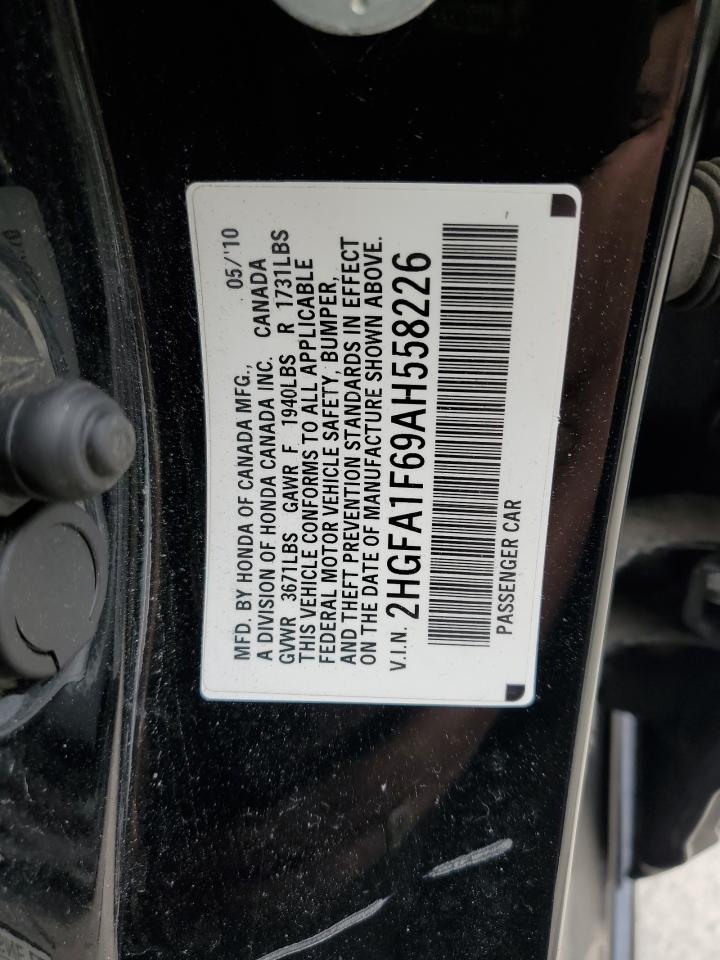 MFD. BY HONDA OF CANADA MFG., 05/'10
A DIVISION OF HONDA CANADA INC. CANADA
GVWR 3671LBS GAWR F 1940LBS R 1731LBS
THIS VEHICLE CONFORMS TO ALL APPLICABLE
FEDERAL MOTOR VEHICLE SAFETY, BUMPER,
AND THEFT PREVENTION STANDARDS IN EFFECT
ON THE DATE OF MANUFACTURE SHOWN ABOVE.
V.I.N. 2HGFA1F69AH558226
PASSENGER CAR